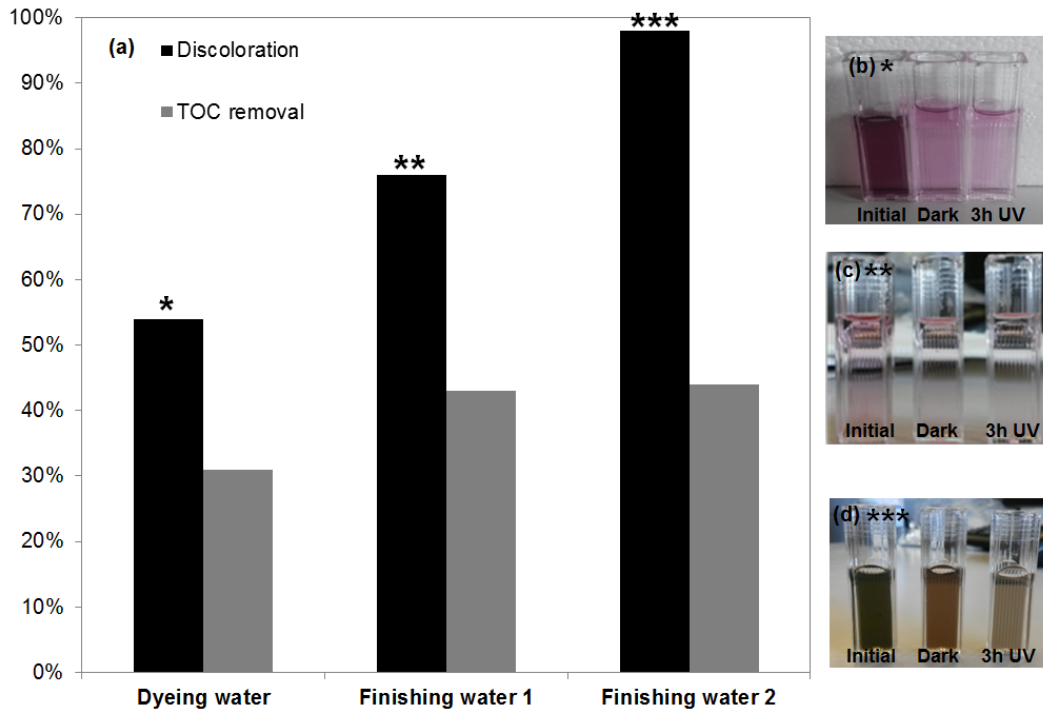 100%
90%
80%
70%
60%
50%
40%
30%
20%
10%
0%
(a)
Discoloration
TOC removal
*
**
***
Dyeing water
Finishing water 1
Finishing water 2
(b) *
Initial Dark 3h UV
(c) **
Initial Dark 3h UV
(d) ***
Initial Dark 3h UV